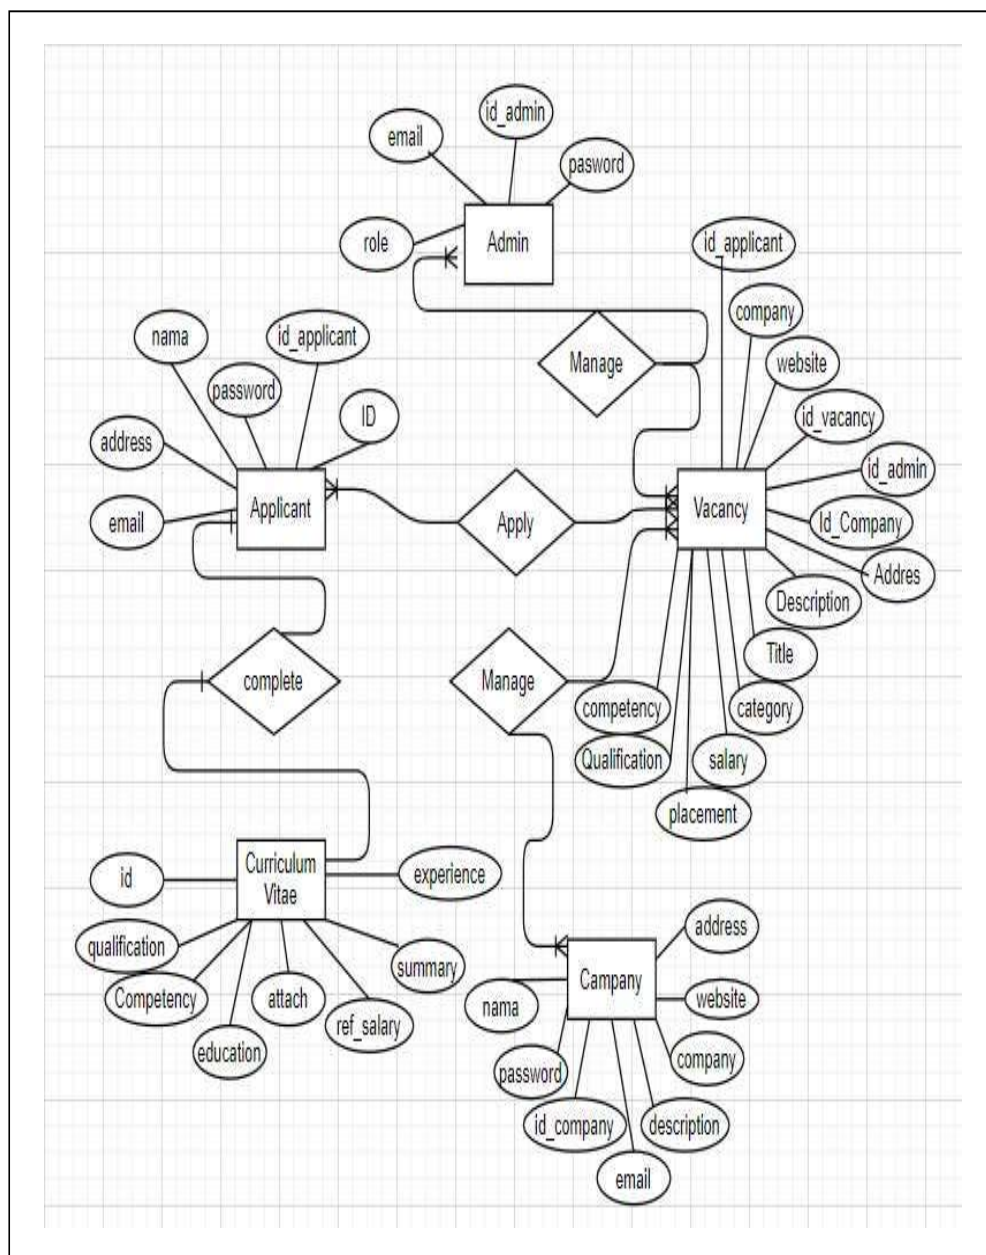 id_admin
email
pasword
role
Admin
id_applicant
company
nama
id_applicant
Manage
website
password
ID
id_vacancy
address
id_admin
Applicant
Apply
Vacancy
email
Id_Company
Addres
Description
Title
complete
Manage
competency
category
Qualification
salary
placement
Curriculum
Vitae
id
experience
address
qualification
summary
Campany
Competency
attach
nama
website
ref_salary
education
company
password
id_company
description
email